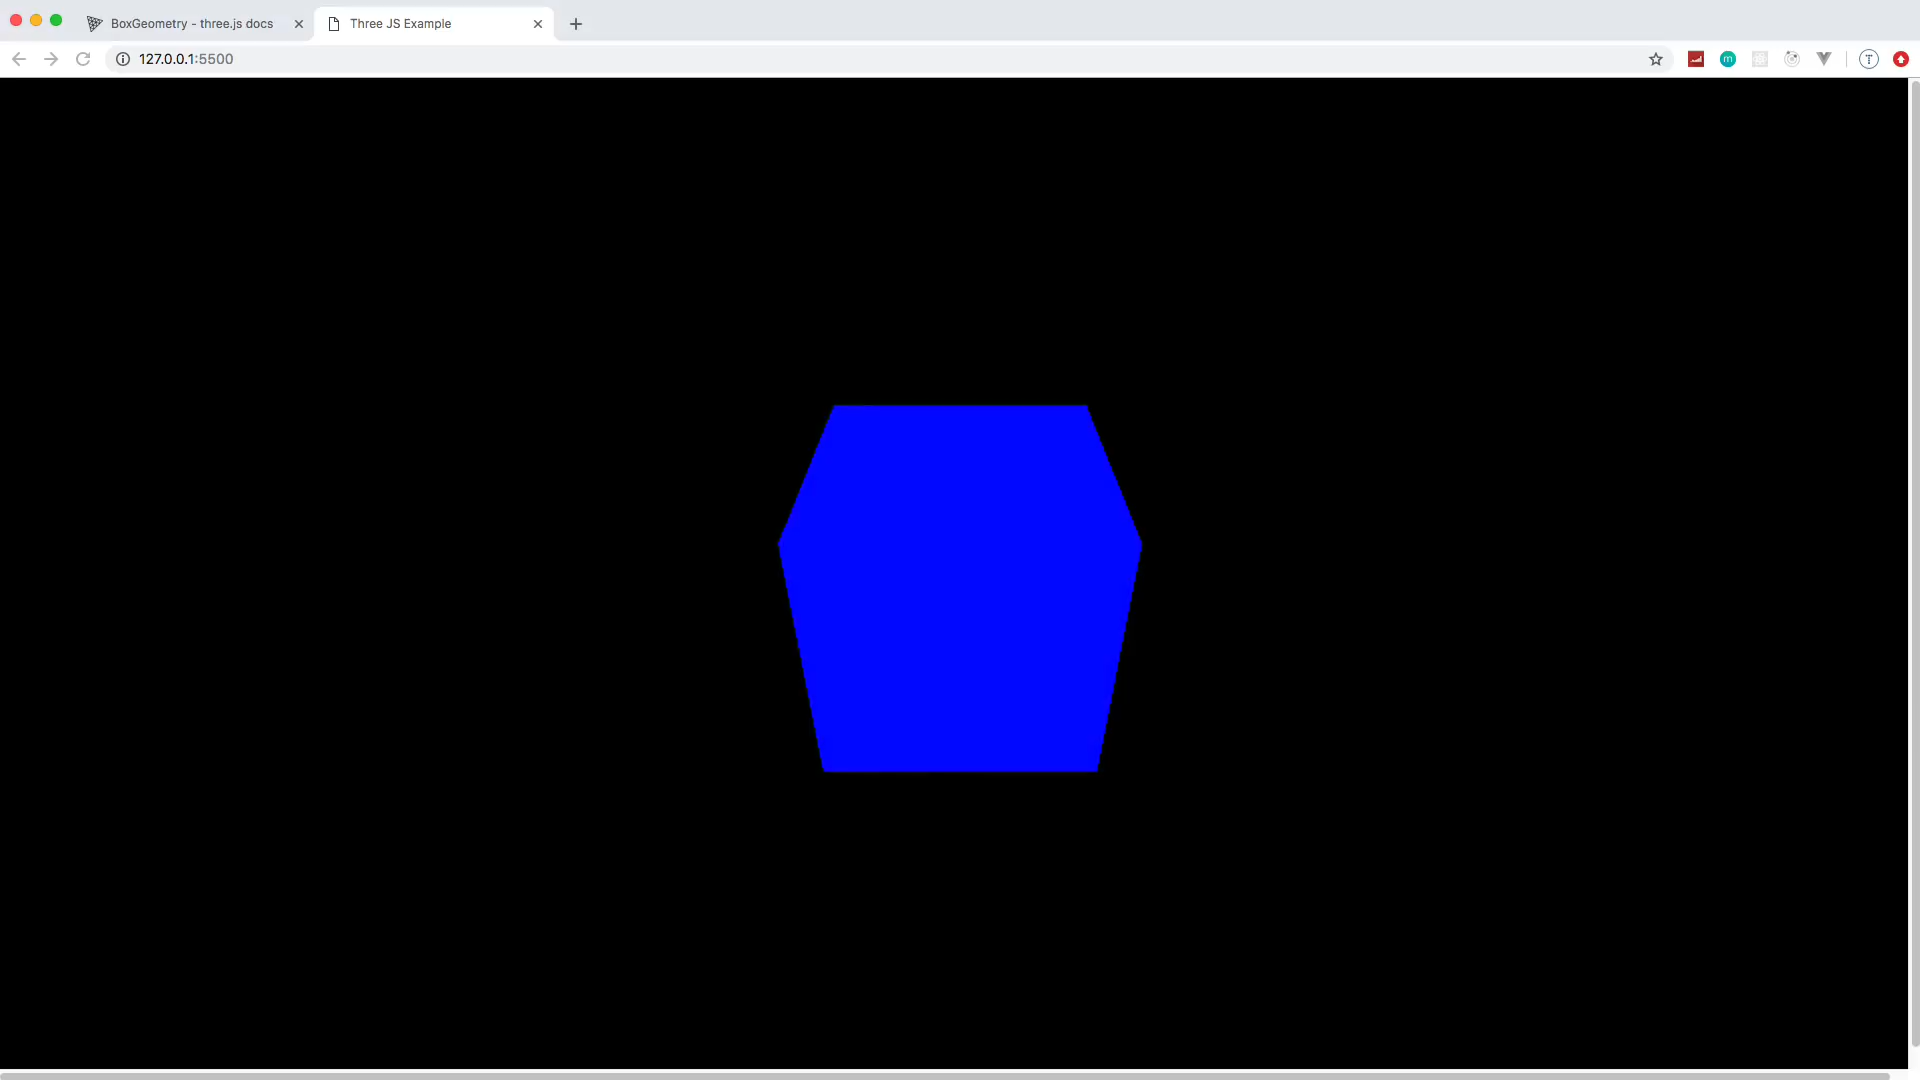 BoxGeometry - three.js docs
Three JS Example
127.0.0.1:5500
m
T